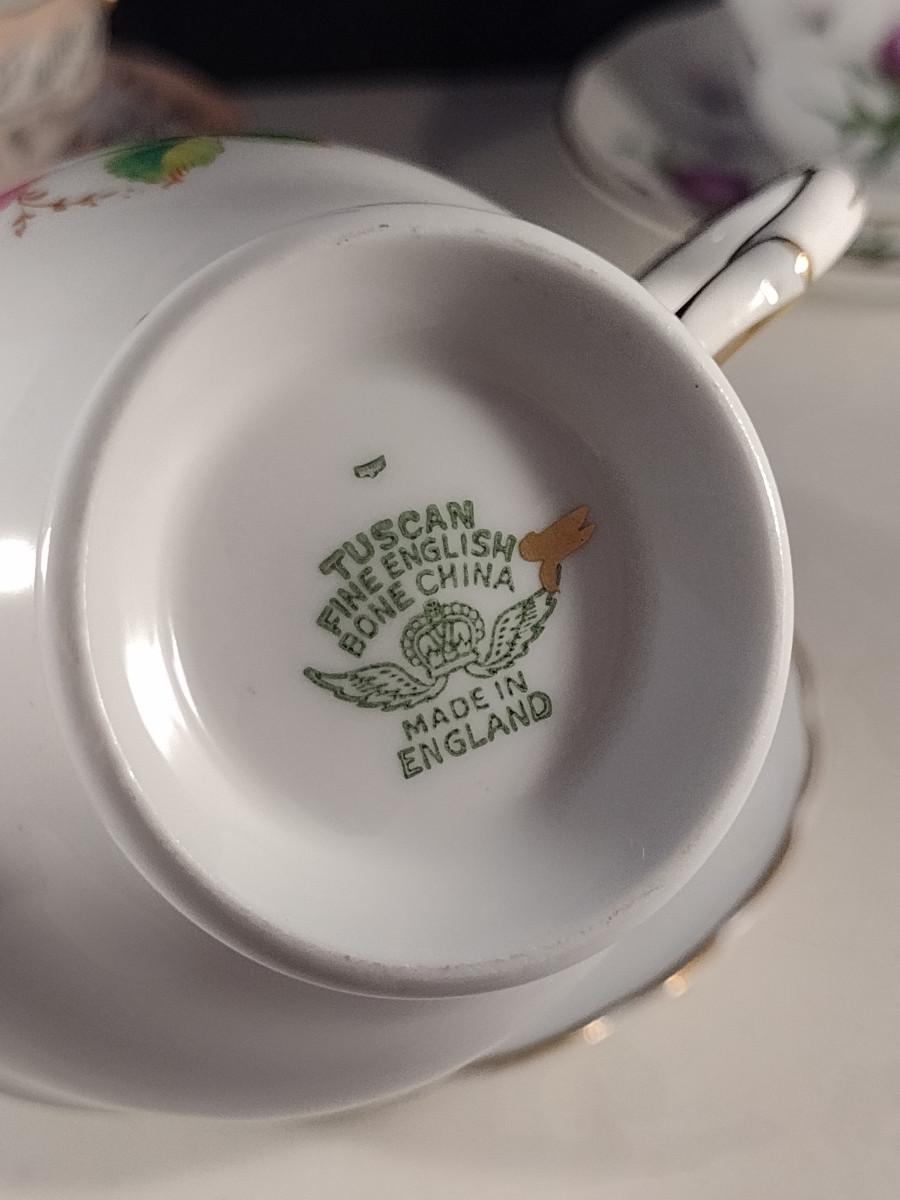 TUSCAN
FINE ENGLISH
BONE CHINA
MADE IN
ENGLAND